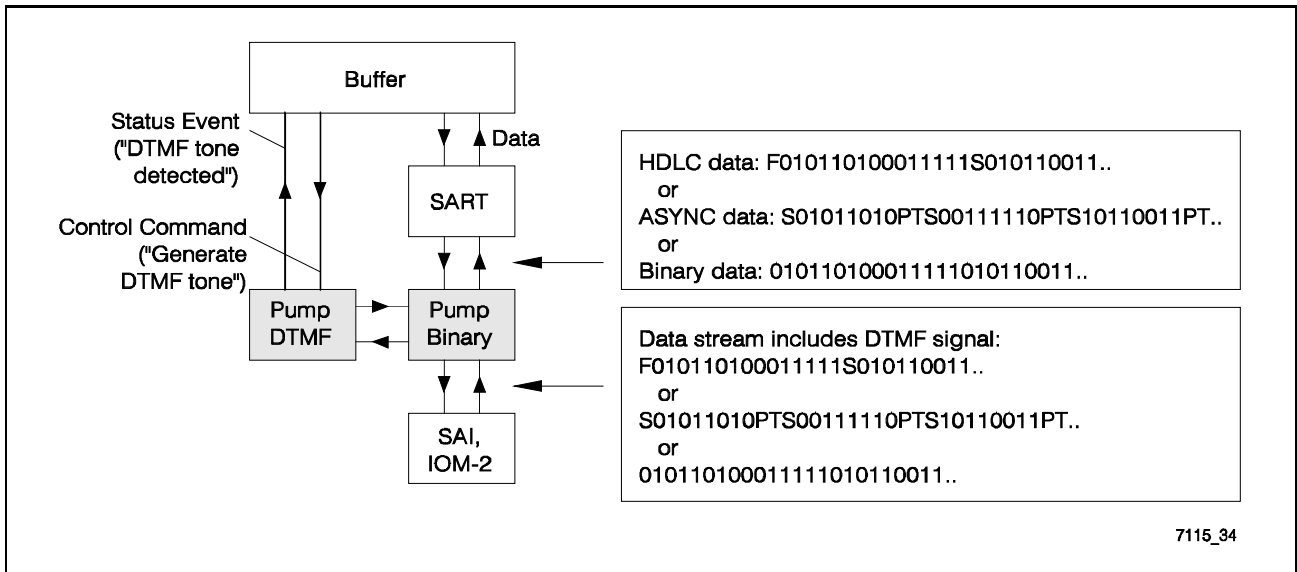 Buffer
Status Event
("DTMF tone
detected")
Data
SART
Control Command
("Generate
DTMF tone")
Pump
DTMF
Pump
Binary
SAI,
IOM-2
HDLC data: F010110100011111S010110011..
or
ASYNC data: S01011010PTS00111110PTS10110011PT..
or
Binary data: 010110100011111010110011..
Data stream includes DTMF signal:
F010110100011111S010110011..
or
S01011010PTS00111110PTS10110011PT..
or
010110100011111010110011..
7115_34